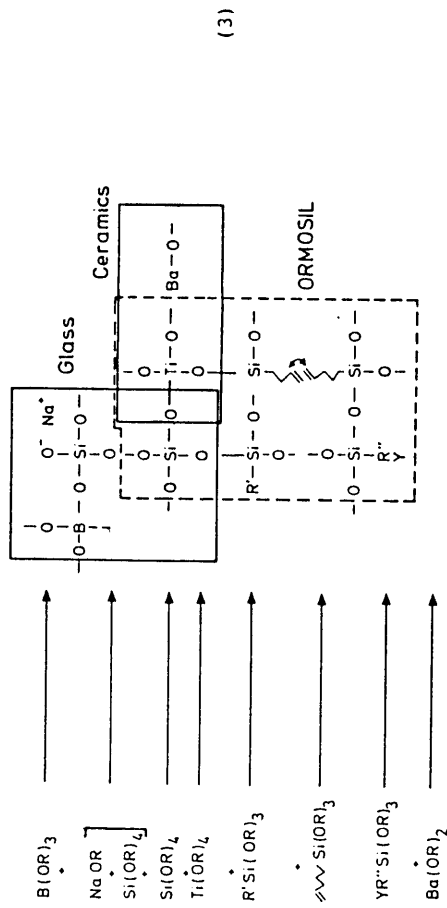 B(OR)3
+
NaOR
+
Si(OR)4
+
Si(OR)4
+
Ti(OR)4
+
R'Si(OR)3
+
Si(OR)3
+
YR"Si(OR)3
+
Ba(OR)2
Glass
Ceramics
ORMOSIL
O O⁻ Na⁺
—O—B—O—Si—O—
O O O
—O—Si—O—Ti—O—Ba—O—
O O
R'—Si—O—Si—O—
O
O
—O—Si—O—Si—O—
R" O
Y
(3)